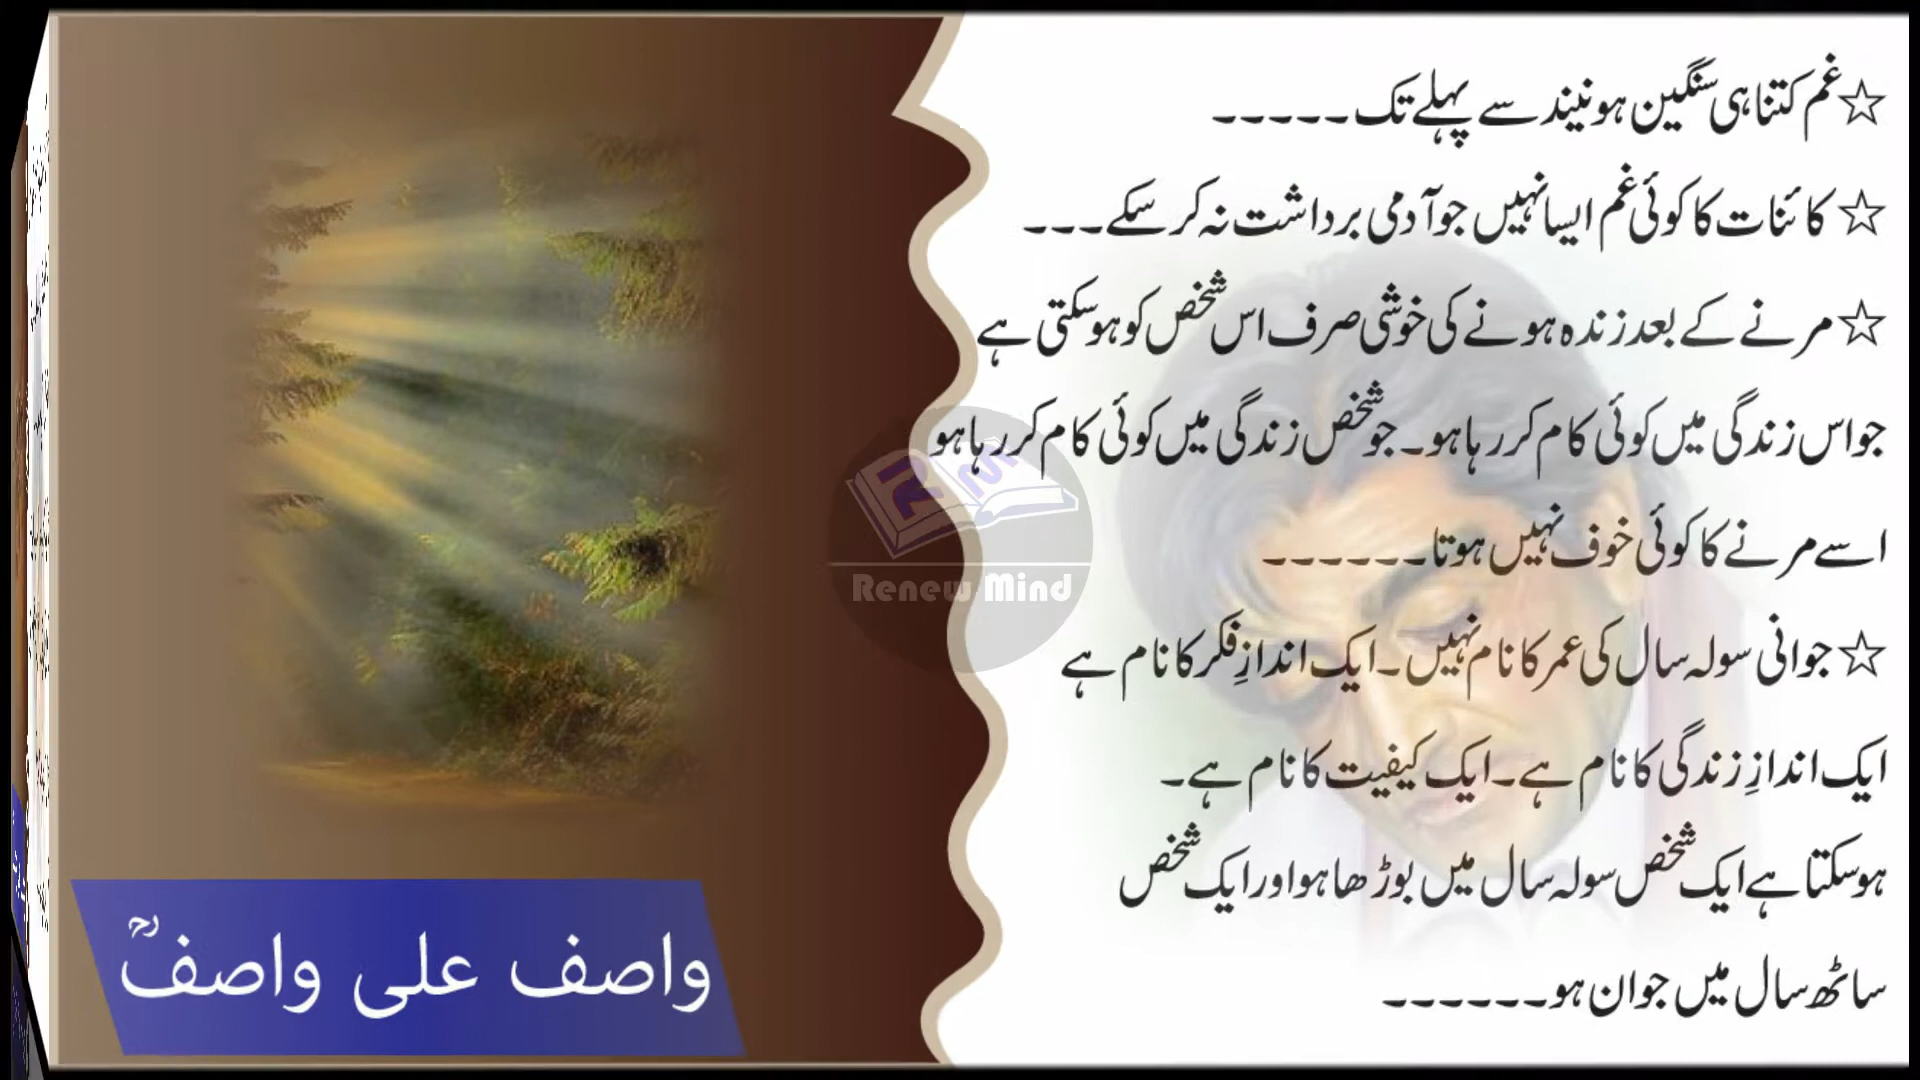 ☆غم کتنا ہی سنگین ہو نیند سے پہلے تک۔۔۔۔۔
☆ کائنات کا کوئی غم ایسا نہیں جو آدمی برداشت نہ کر سکے۔۔۔
☆ مرنے کے بعد زندہ ہونے کی خوشی صرف اس شخص کو ہو سکتی ہے
جو اس زندگی میں کوئی کام کر رہا ہو۔ جو شخص زندگی میں کوئی کام کر رہا ہو
اسے مرنے کا کوئی خوف نہیں ہوتا۔۔۔۔۔۔
☆ جوانی سولہ سال کی عمر کا نام نہیں۔ ایک اندازِ فکر کا نام ہے
ایک اندازِ زندگی کا نام ہے۔ ایک کیفیت کا نام ہے۔
ہو سکتا ہے ایک شخص سولہ سال میں بوڑھا ہو اور ایک شخص
ساٹھ سال میں جوان ہو۔۔۔۔۔۔
واصف علی واصفؒ
Renew Mind